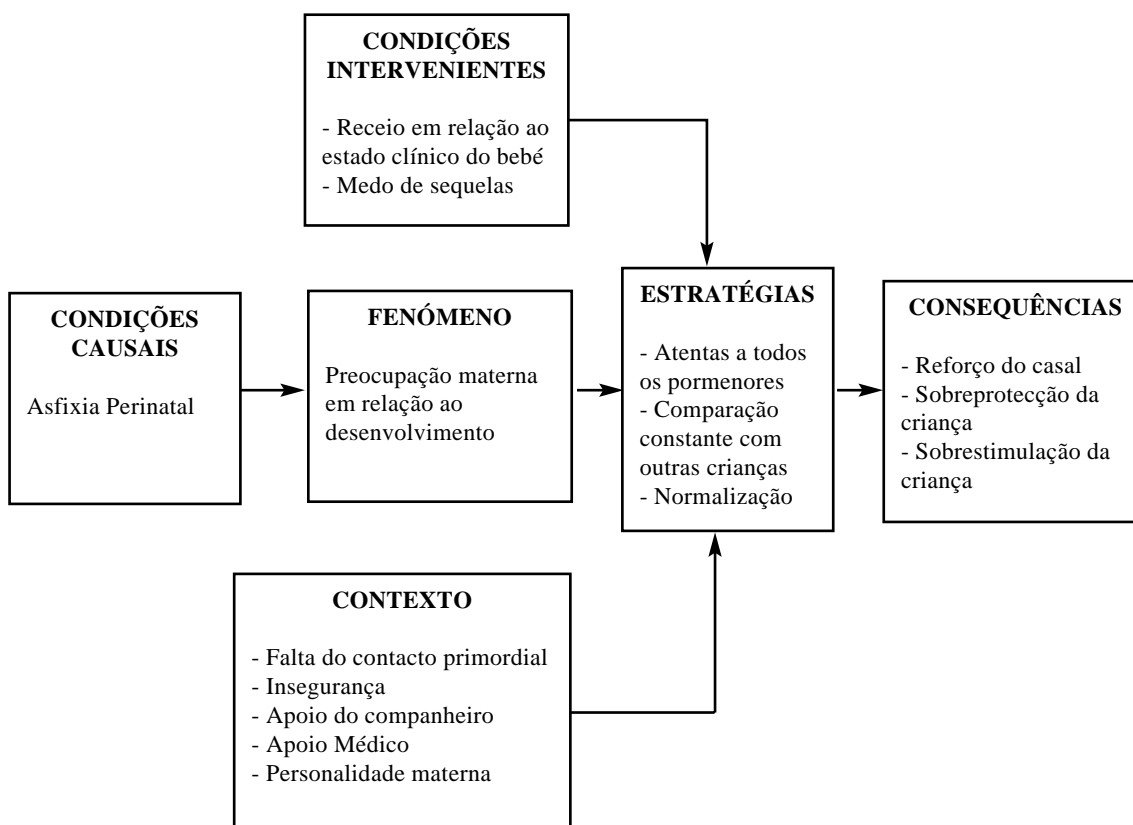 CONDIÇÕES
INTERVENIENTES
- Receio em relação ao
estado clínico do bebé
- Medo de sequelas
CONDIÇÕES
CAUSAIS
Asfixia Perinatal
FENÓMENO
Preocupação materna
em relação ao
desenvolvimento
ESTRATÉGIAS
- Atentas a todos
os pormenores
- Comparação
constante com
outras crianças
- Normalização
CONSEQUÊNCIAS
- Reforço do casal
- Sobreprotecção da
criança
- Sobrestimulação da
criança
CONTEXTO
- Falta do contacto primordial
- Insegurança
- Apoio do companheiro
- Apoio Médico
- Personalidade materna